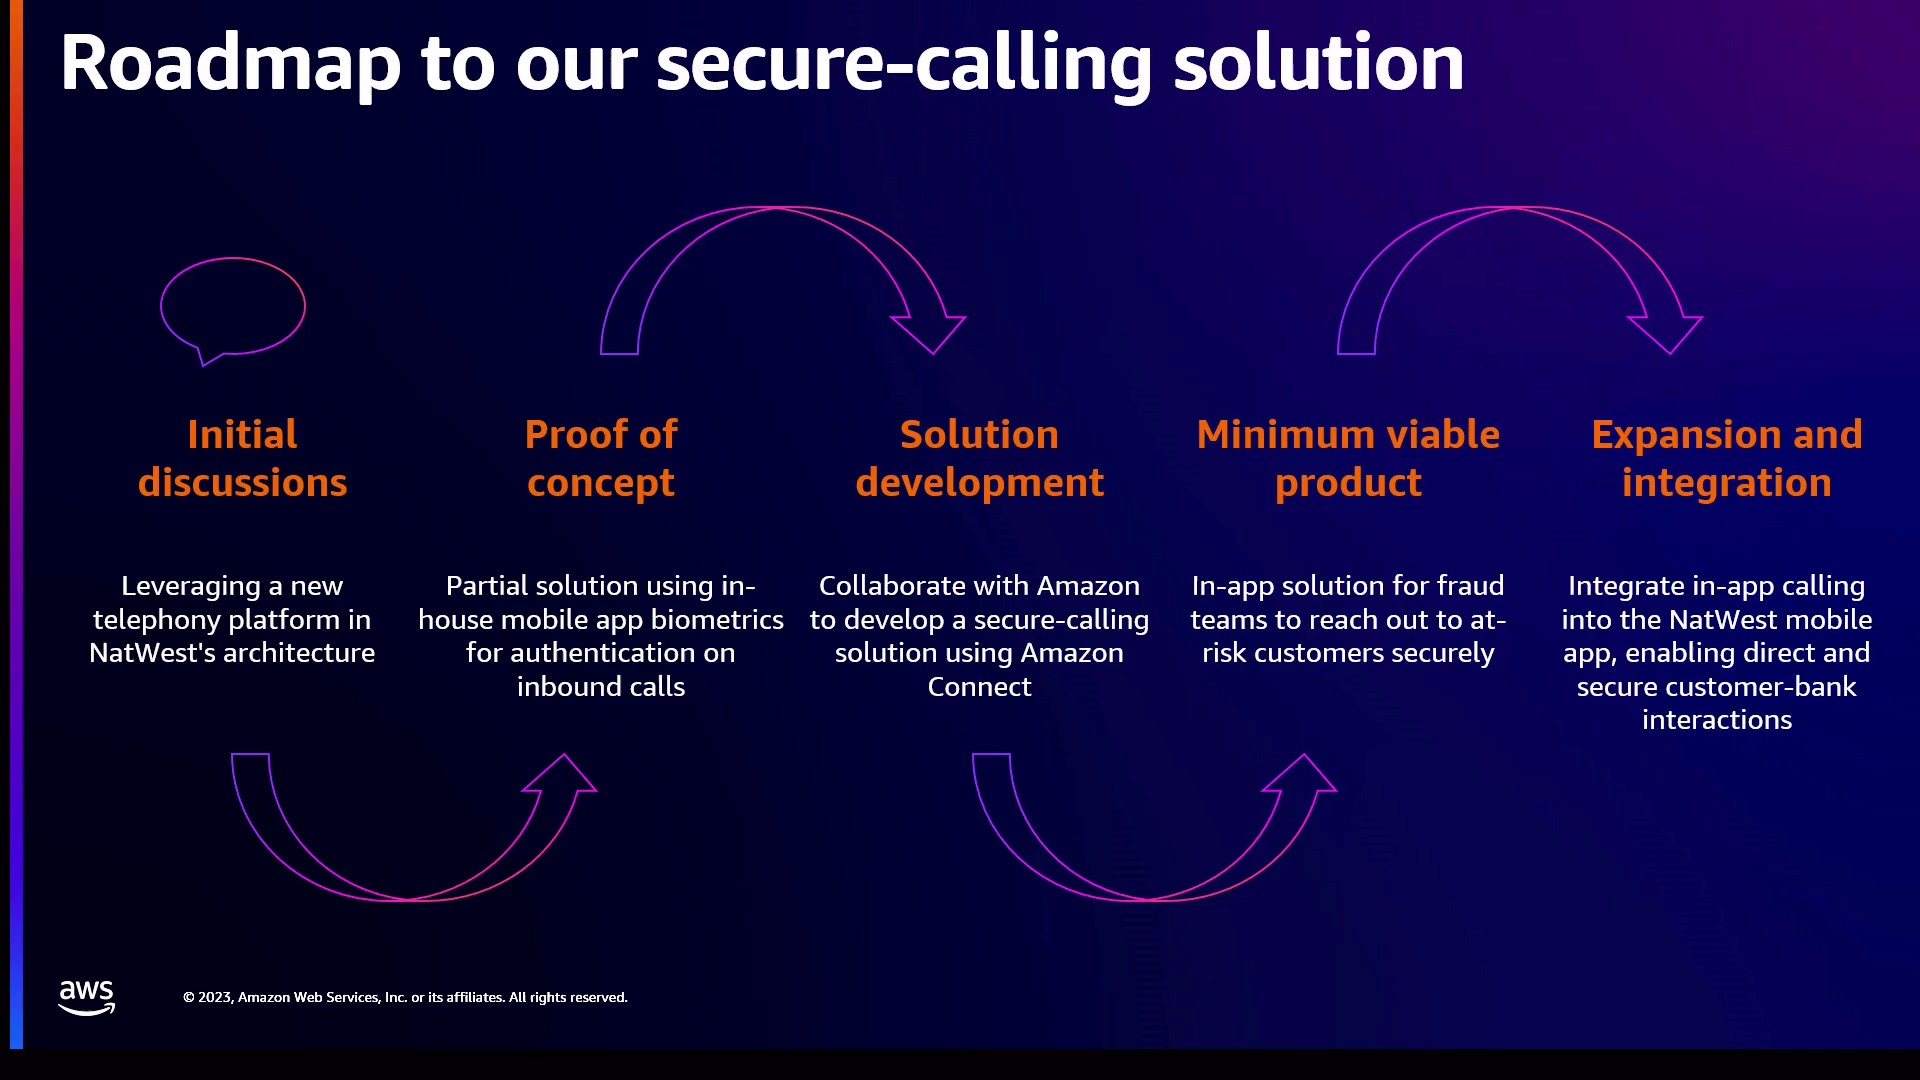 Roadmap to our secure-calling solution
Initial
discussions
Leveraging a new
telephony platform in
NatWest's architecture
Proof of
concept
Partial solution using in-
house mobile app biometrics
for authentication on
inbound calls
Solution
development
Collaborate with Amazon
to develop a secure-calling
solution using Amazon
Connect
Minimum viable
product
In-app solution for fraud
teams to reach out to at-
risk customers securely
Expansion and
integration
Integrate in-app calling
into the NatWest mobile
app, enabling direct and
secure customer-bank
interactions
aws
© 2023, Amazon Web Services, Inc. or its affiliates. All rights reserved.